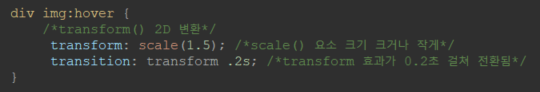 div img:hover {
/*transform() 2D 변환*/
transform: scale(1.5); /*scale() 요소 크기 크거나 작게*/
transition: transform .2s; /*transform 효과가 0.2초 걸쳐 전환됨*/
}